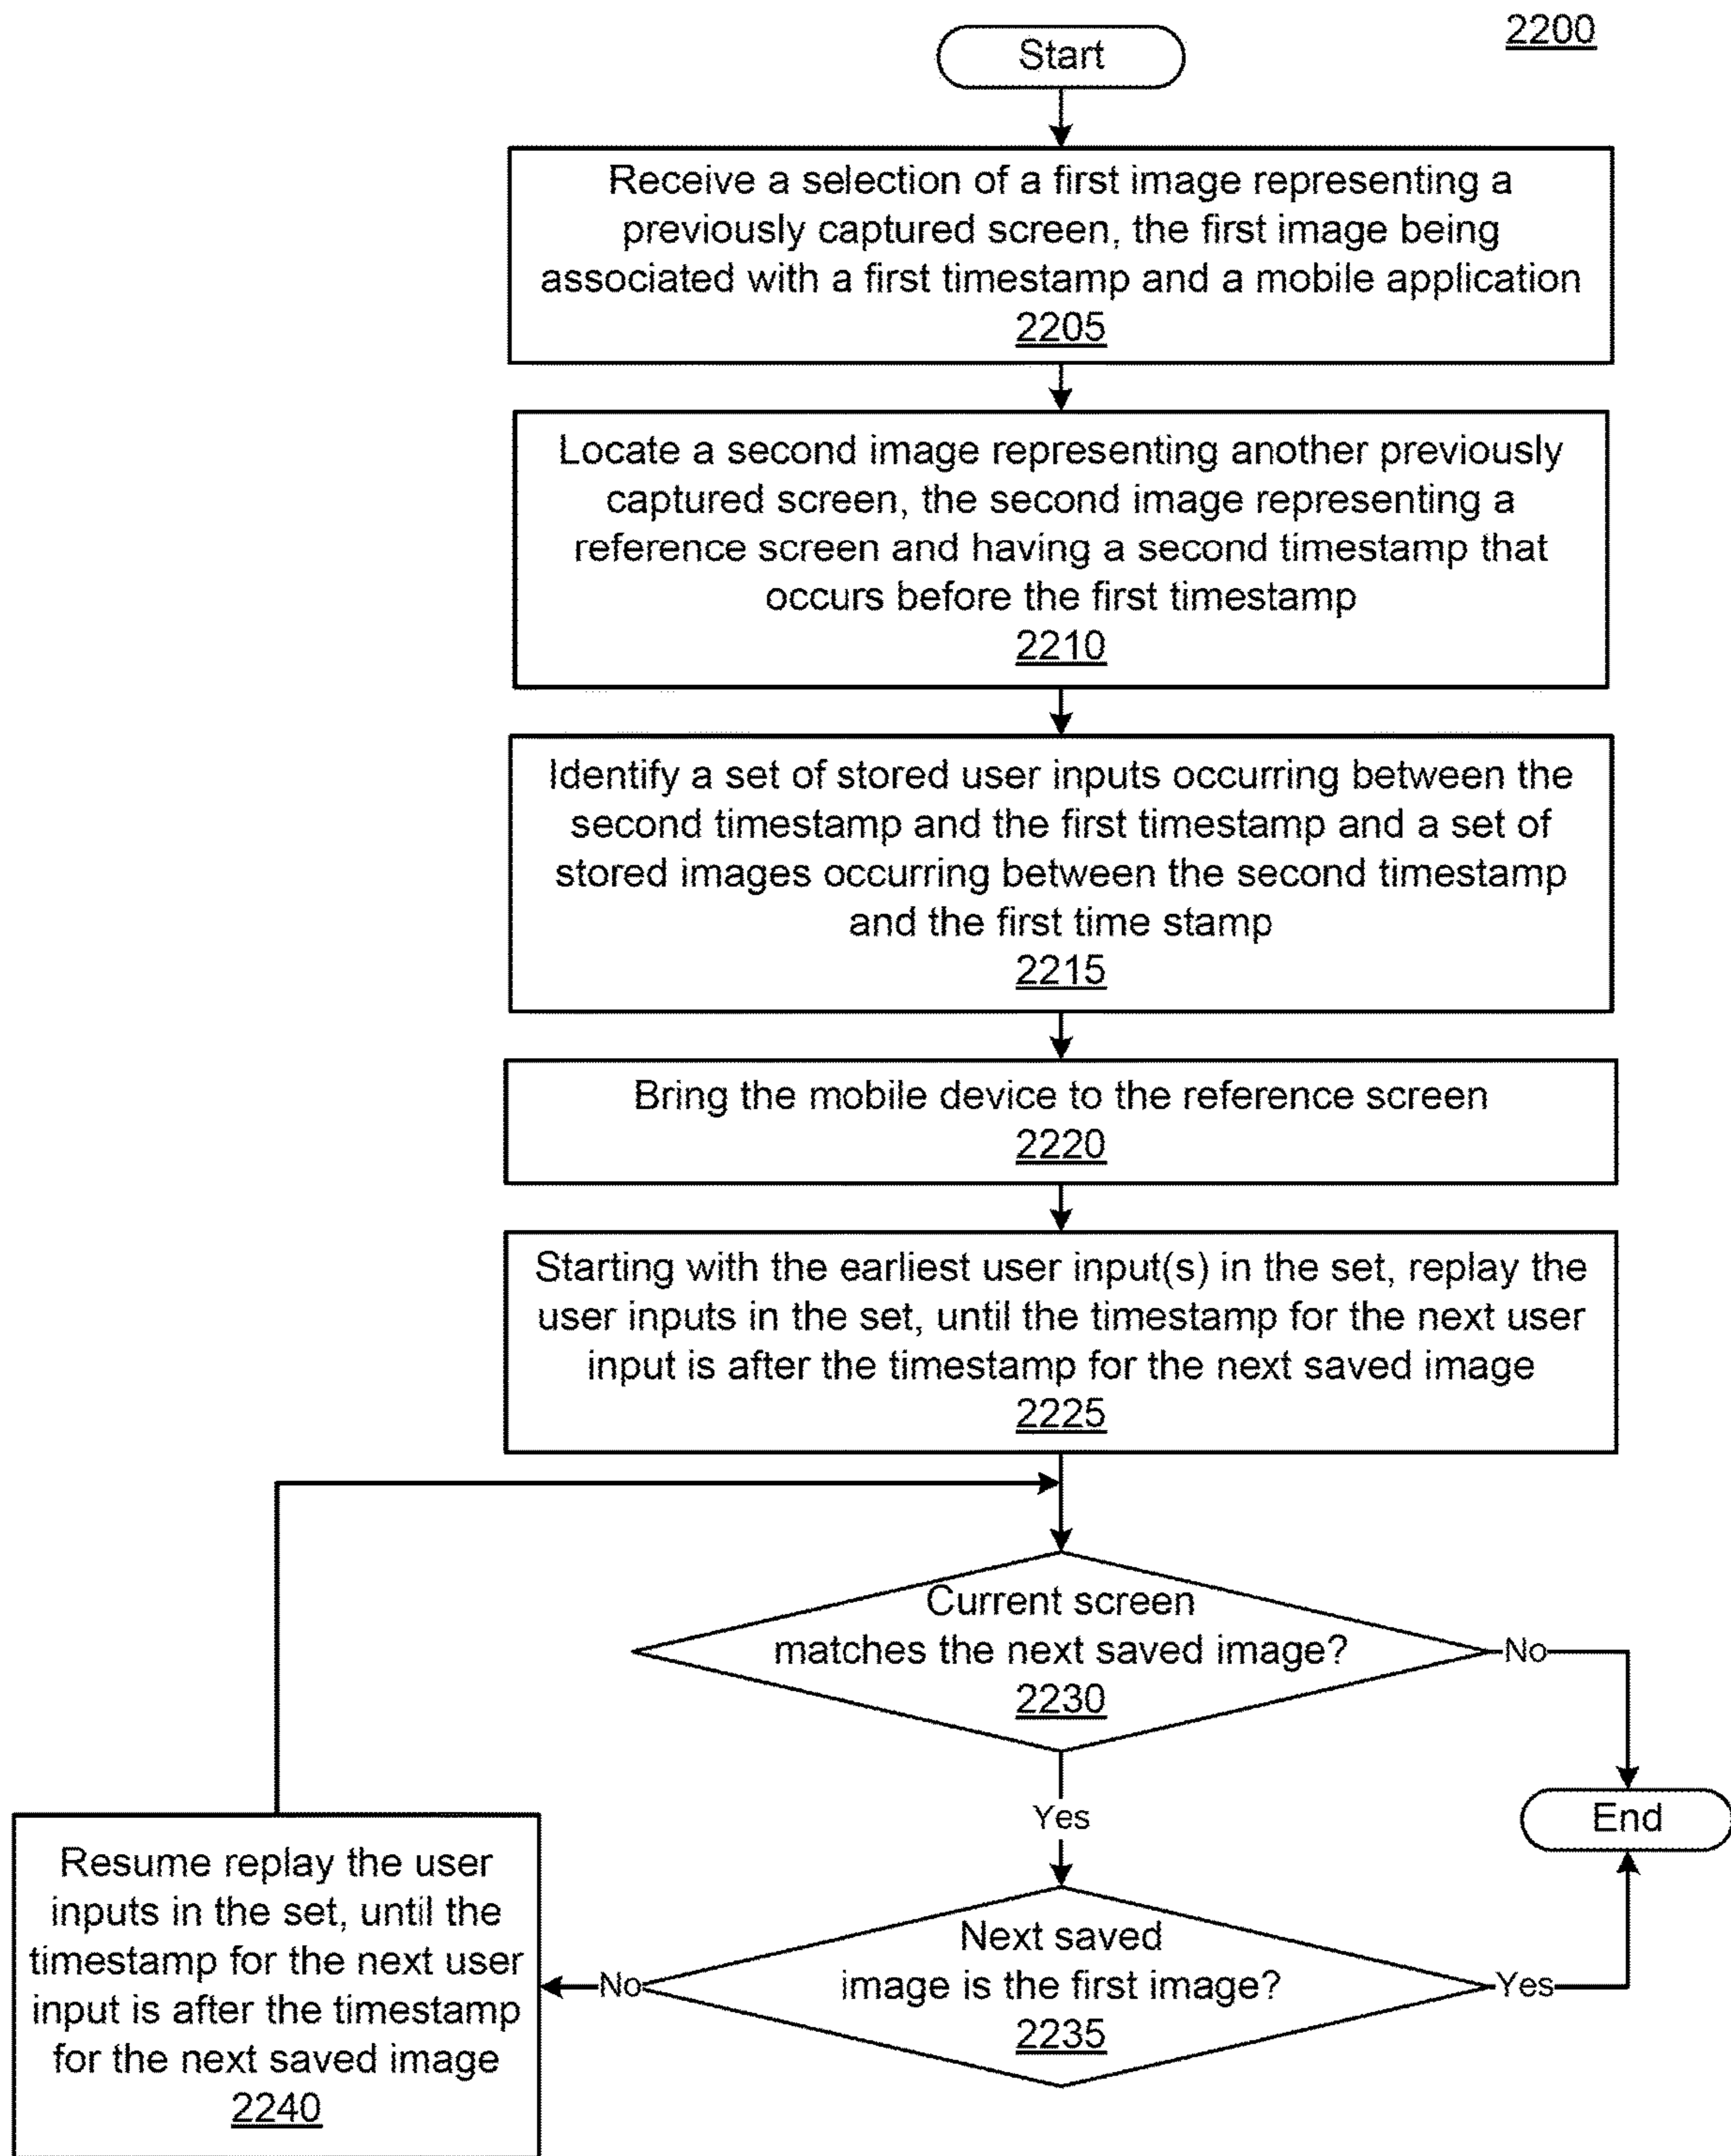 2200
Start
Receive a selection of a first image representing a
previously captured screen, the first image being
associated with a first timestamp and a mobile application
2205
Locate a second image representing another previously
captured screen, the second image representing a
reference screen and having a second timestamp that
occurs before the first timestamp
2210
Identify a set of stored user inputs occurring between the
second timestamp and the first timestamp and a set of
stored images occurring between the second timestamp
and the first time stamp
2215
Bring the mobile device to the reference screen
2220
Starting with the earliest user input(s) in the set, replay the
user inputs in the set, until the timestamp for the next user
input is after the timestamp for the next saved image
2225
Current screen
matches the next saved image?
2230
No
Yes
End
Next saved
image is the first image?
2235
Yes
No
Resume replay the user
inputs in the set, until the
timestamp for the next user
input is after the timestamp
for the next saved image
2240